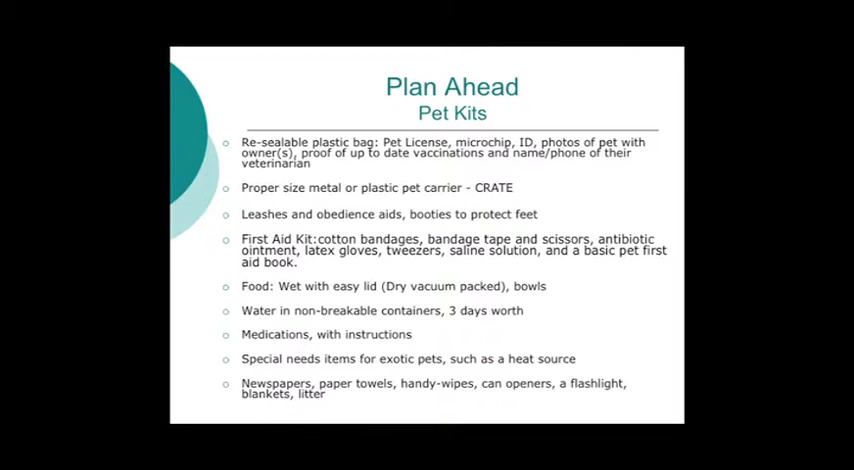 Plan Ahead
Pet Kits
Re-sealable plastic bag: Pet License, microchip, ID, photos of pet with
owner(s), proof of up to date vaccinations and name/phone of their
veterinarian
Proper size metal or plastic pet carrier - CRATE
Leashes and obedience aids, booties to protect feet
First Aid Kit:cotton bandages, bandage tape and scissors, antibiotic
ointment, latex gloves, tweezers, saline solution, and a basic pet first
aid book.
Food: Wet with easy lid (Dry vacuum packed), bowls
Water in non-breakable containers, 3 days worth
Medications, with instructions
Special needs items for exotic pets, such as a heat source
Newspapers, paper towels, handy-wipes, can openers, a flashlight,
blankets, litter